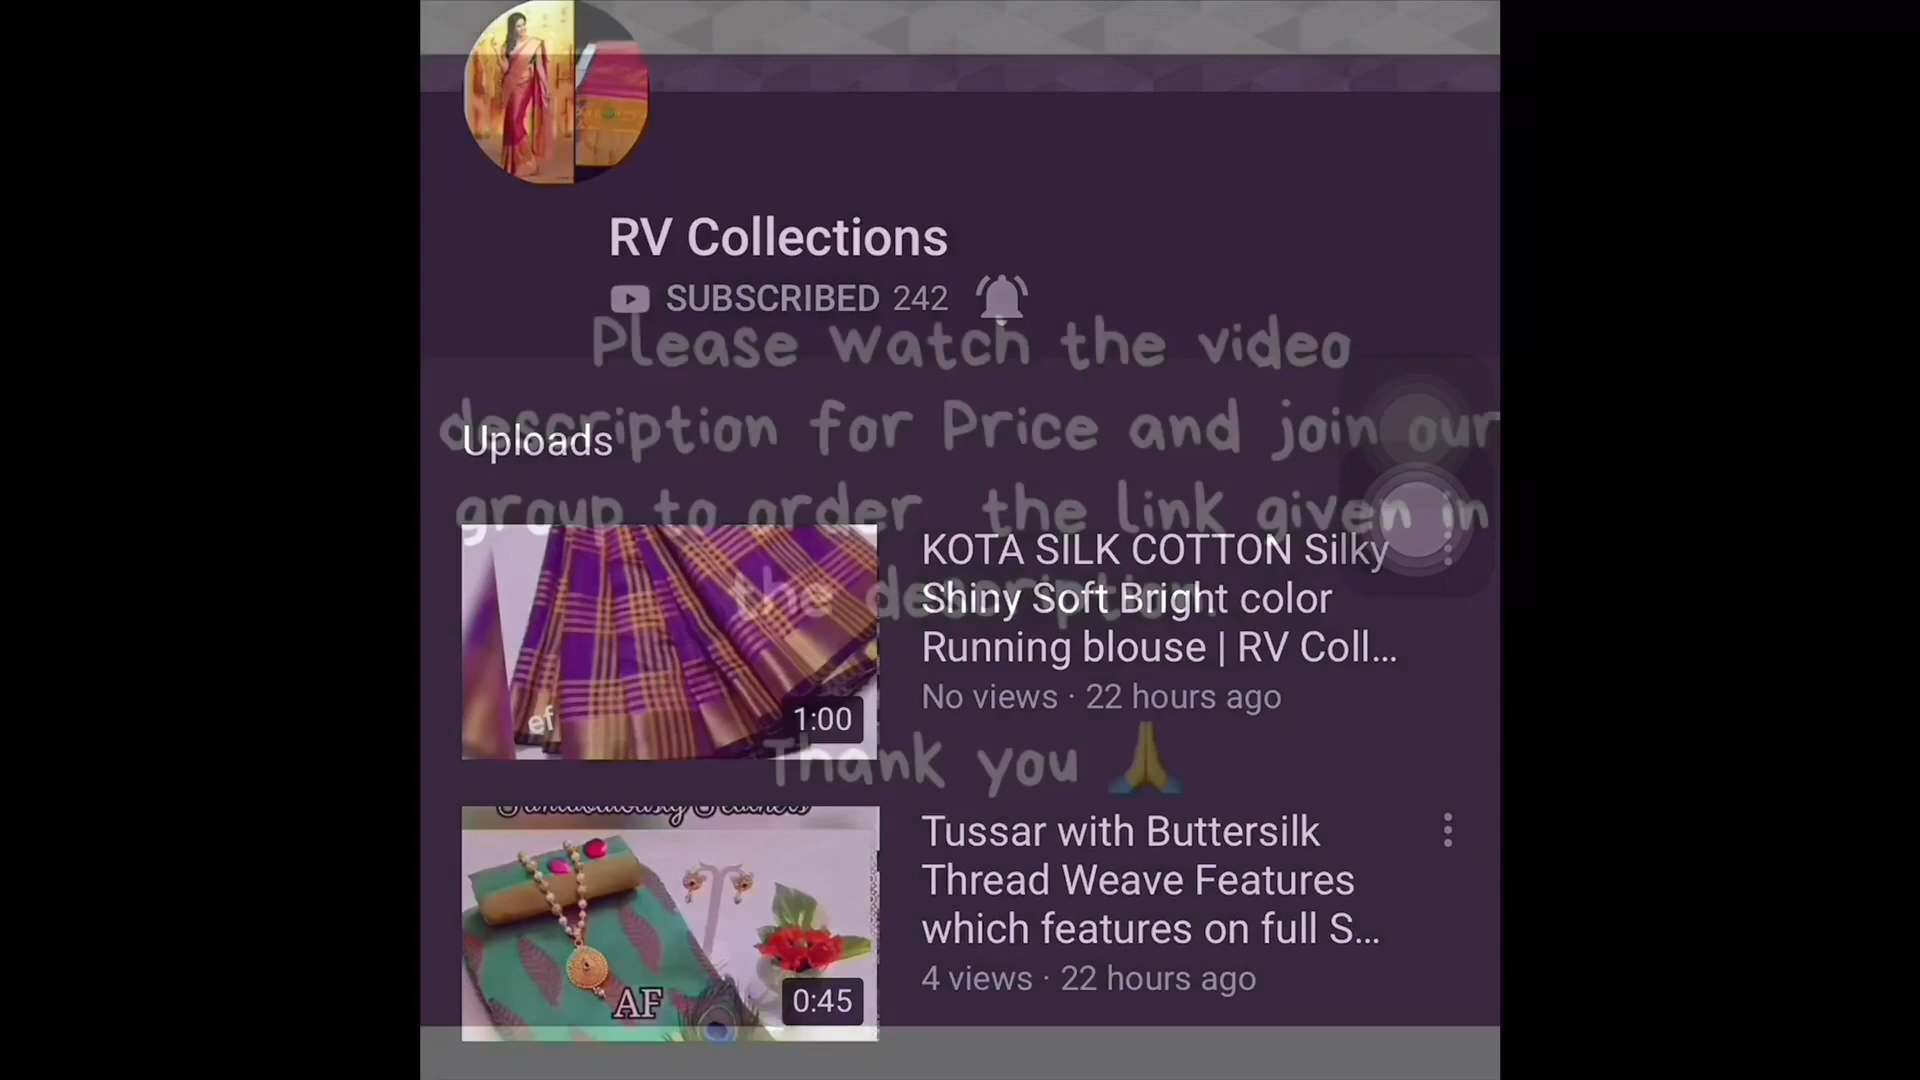 RV Collections
SUBSCRIBED 242
Please watch the video
description for Price and join our
Uploads
group to order the link given in
the description.
KOTA SILK COTTON Silky
Shiny Soft Bright color
Running blouse | RV Coll...
No views · 22 hours ago
ef
1:00
Thank you 🙏
Tussar with Buttersilk
Thread Weave Features
which features on full S...
4 views · 22 hours ago
AF
0:45